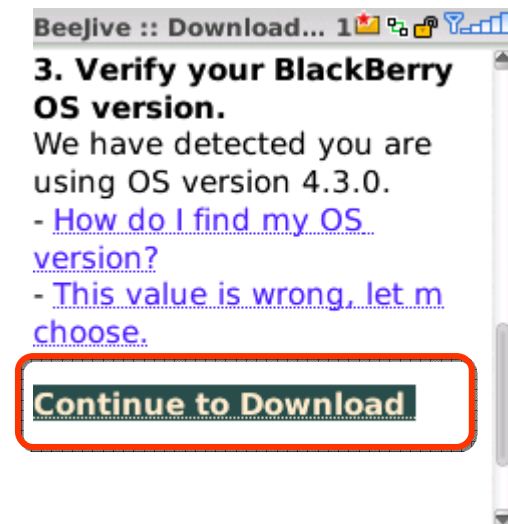 BeeJive :: Download... 1
3. Verify your BlackBerry
OS version.
We have detected you are
using OS version 4.3.0.
- How do I find my OS
version?
- This value is wrong, let m
choose.
Continue to Download